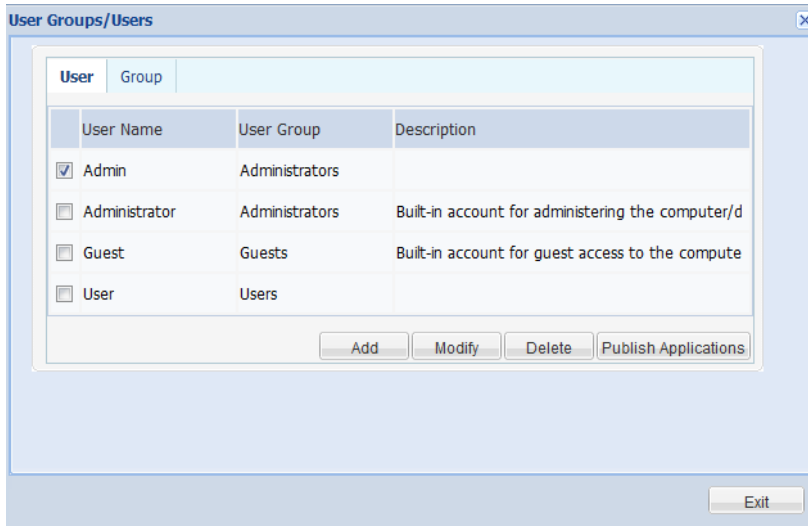 User Groups/Users
User Group
User Name User Group Description
Admin Administrators
Administrator Administrators Built-in account for administering the computer/d
Guest Guests Built-in account for guest access to the compute
User Users
Add Modify Delete Publish Applications
Exit